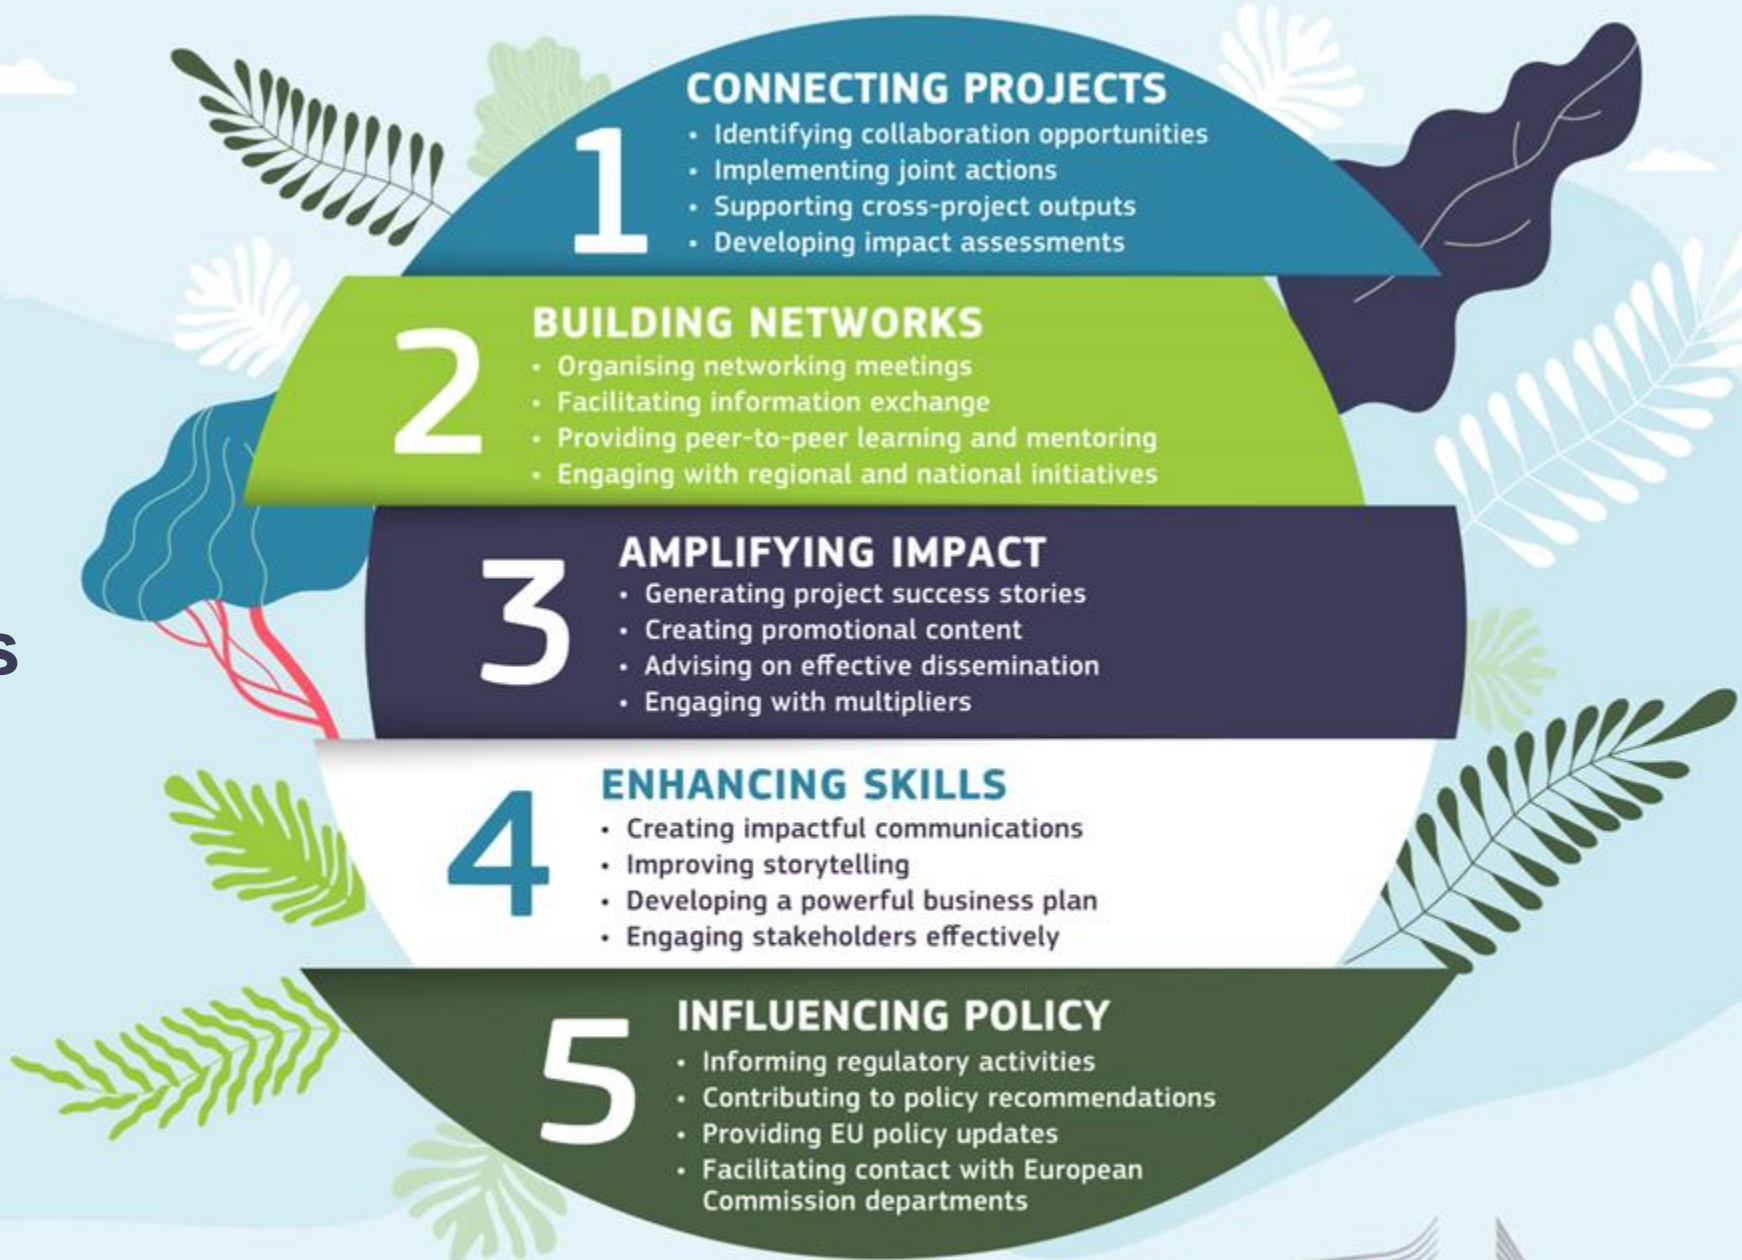 CONNECTING PROJECTS
1
• Identifying collaboration opportunities
• Implementing joint actions
• Supporting cross-project outputs
• Developing impact assessments
BUILDING NETWORKS
2
• Organising networking meetings
• Facilitating information exchange
• Providing peer-to-peer learning and mentoring
• Engaging with regional and national initiatives
AMPLIFYING IMPACT
3
• Generating project success stories
• Creating promotional content
• Advising on effective dissemination
• Engaging with multipliers
s
ENHANCING SKILLS
4
• Creating impactful communications
• Improving storytelling
• Developing a powerful business plan
• Engaging stakeholders effectively
INFLUENCING POLICY
5
• Informing regulatory activities
• Contributing to policy recommendations
• Providing EU policy updates
• Facilitating contact with European
Commission departments